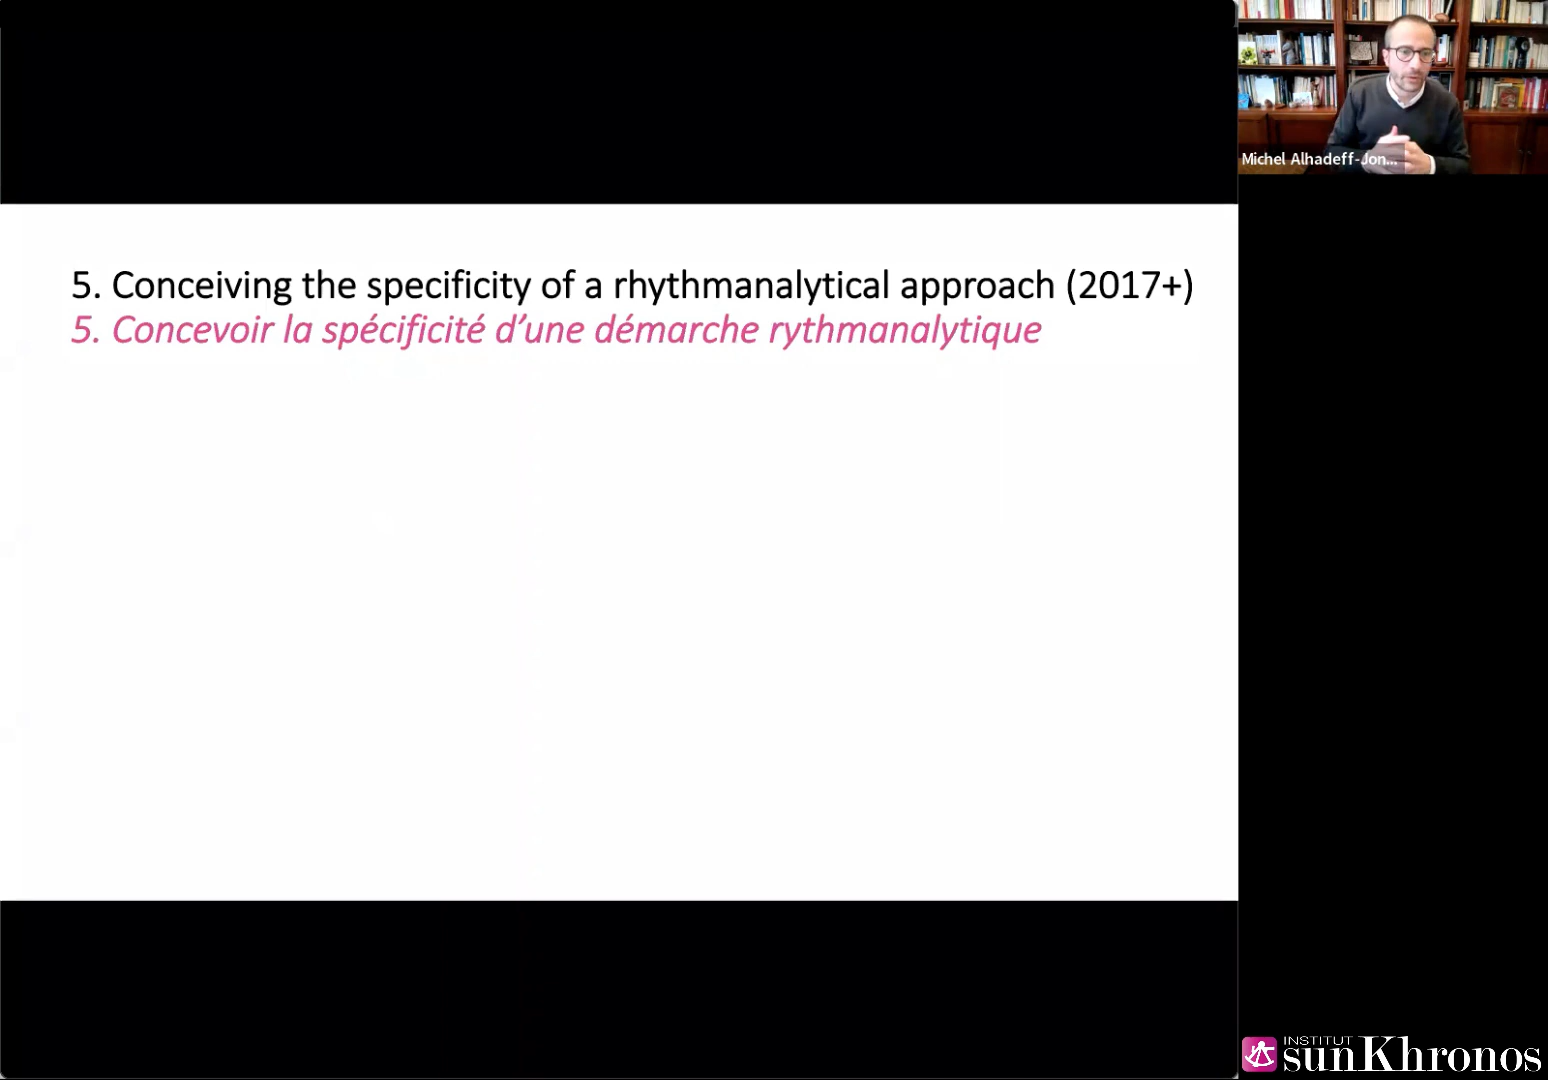 5. Conceiving the specificity of a rhythmanalytical approach (2017+)
5. Concevoir la spécificité d’une démarche rythmanalytique
Michel Alhadeff-Jon...
INSTITUT
sunKhronos